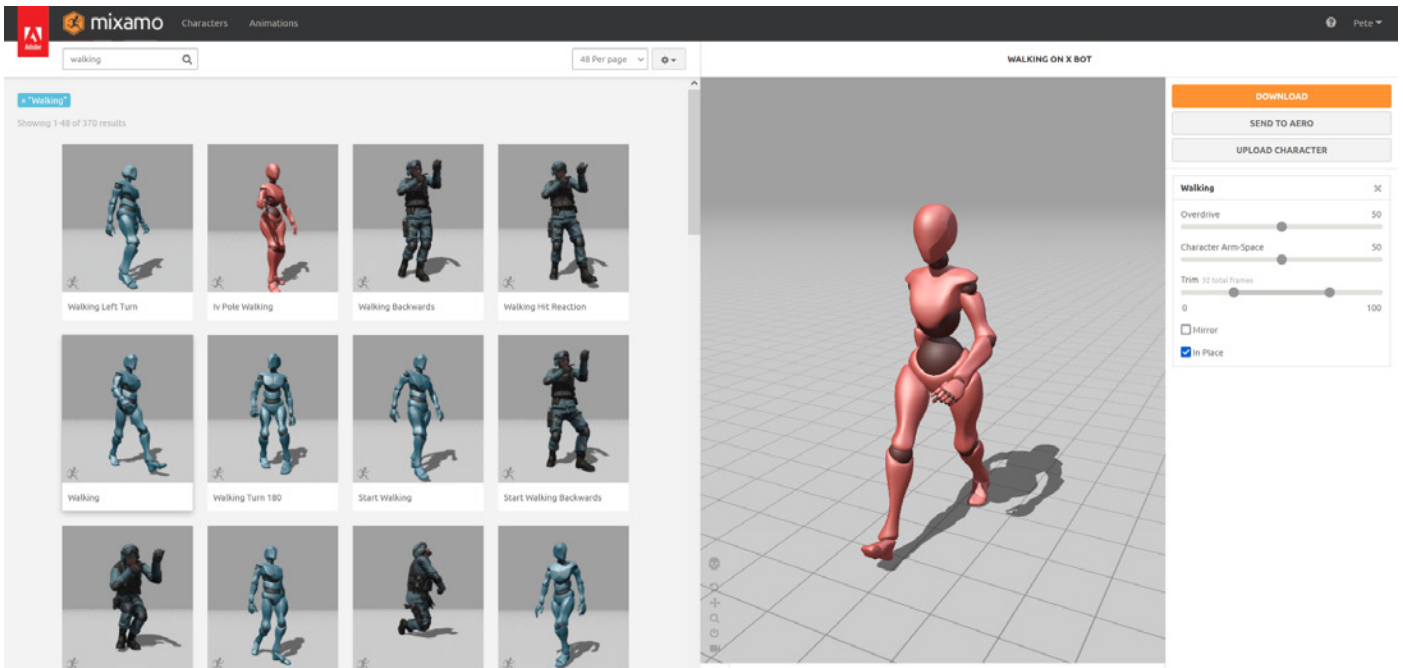 Adobe
mixamo
Characters
Animations
Pete
walking
48 Per page
WALKING ON X BOT
× "Walking"
Showing 1-48 of 370 results
Walking Left Turn
Iv Pole Walking
Walking Backwards
Walking Hit Reaction
Walking
Walking Turn 180
Start Walking
Start Walking Backwards
DOWNLOAD
SEND TO AERO
UPLOAD CHARACTER
Walking
Overdrive 50
Character Arm-Space 50
Trim 32 total frames
0 100
Mirror
In Place